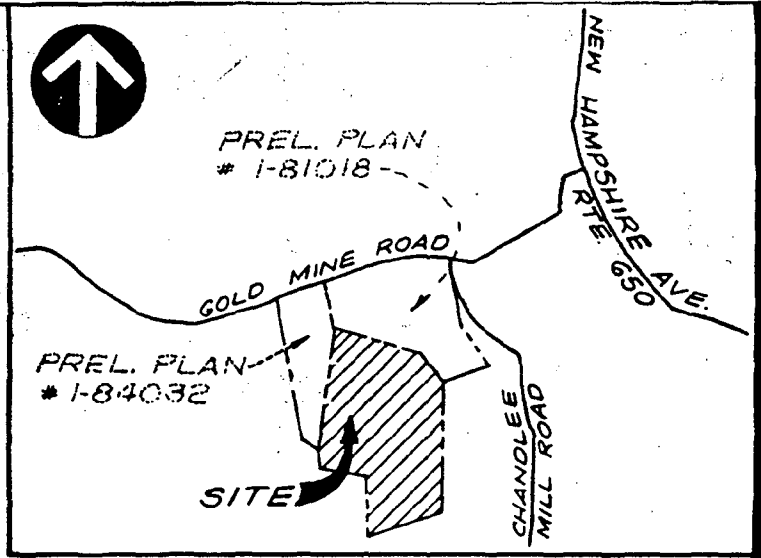 NEW HAMPSHIRE AVE.
RTE. 650
PREL. PLAN
# 1-81018
GOLD MINE ROAD
PREL. PLAN
# 1-84032
SITE
CHANDLEE
MILL ROAD